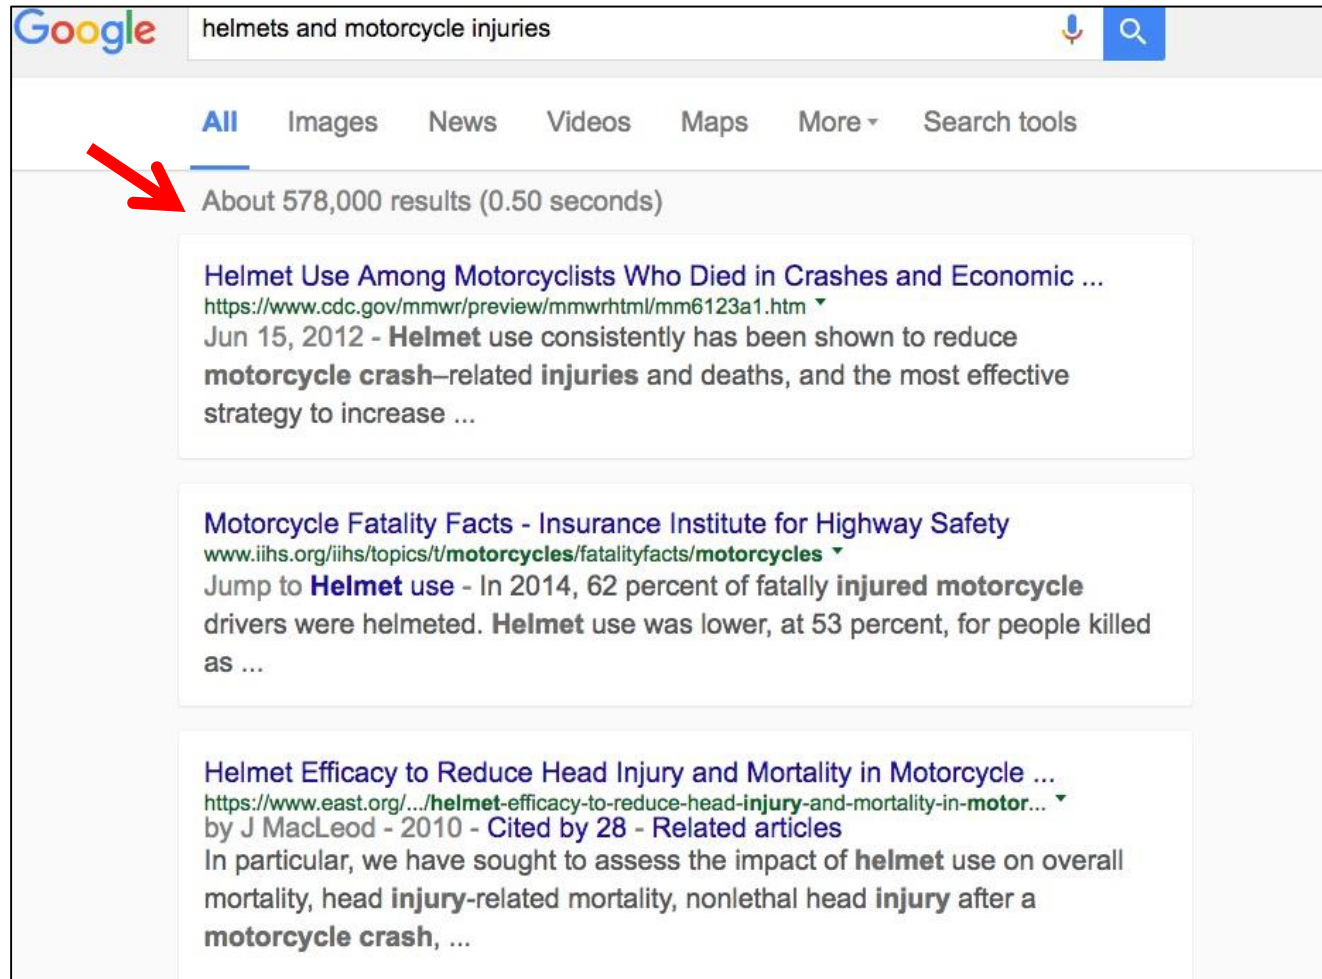 Google helmets and motorcycle injuries
All Images News Videos Maps More Search tools
About 578,000 results (0.50 seconds)
Helmet Use Among Motorcyclists Who Died in Crashes and Economic ...
https://www.cdc.gov/mmwr/preview/mmwrhtml/mm6123a1.htm
Jun 15, 2012 - Helmet use consistently has been shown to reduce
motorcycle crash–related injuries and deaths, and the most effective
strategy to increase ...
Motorcycle Fatality Facts - Insurance Institute for Highway Safety
www.iihs.org/iihs/topics/t/motorcycles/fatalityfacts/motorcycles
Jump to Helmet use - In 2014, 62 percent of fatally injured motorcycle
drivers were helmeted. Helmet use was lower, at 53 percent, for people killed
as ...
Helmet Efficacy to Reduce Head Injury and Mortality in Motorcycle ...
https://www.east.org/.../helmet-efficacy-to-reduce-head-injury-and-mortality-in-motor...
by J MacLeod - 2010 - Cited by 28 - Related articles
In particular, we have sought to assess the impact of helmet use on overall
mortality, head injury-related mortality, nonlethal head injury after a
motorcycle crash, ...